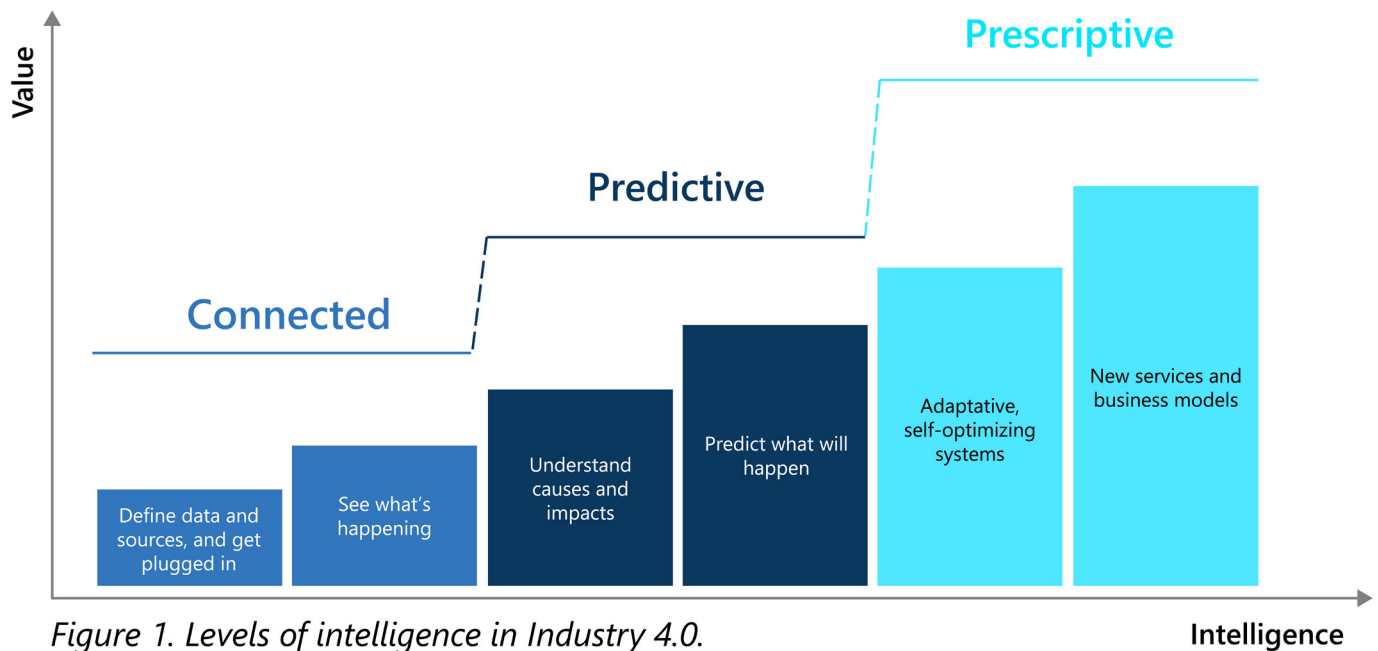 Value
Prescriptive
Predictive
Connected
Define data and
sources, and get
plugged in
See what’s
happening
Understand
causes and
impacts
Predict what will
happen
Adaptative,
self-optimizing
systems
New services and
business models
Intelligence
Figure 1. Levels of intelligence in Industry 4.0.